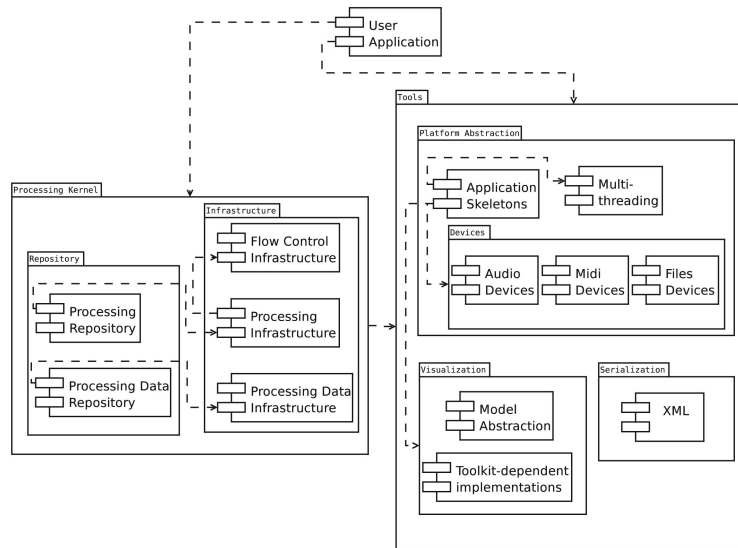 User
Application
Tools
Platform Abstraction
Application
Skeletons
Multi-
threading
Devices
Audio
Devices
Midi
Devices
Files
Devices
Processing Kernel
Infrastructure
Flow Control
Infrastructure
Repository
Processing
Repository
Processing
Infrastructure
Processing Data
Repository
Processing Data
Infrastructure
Visualization
Model
Abstraction
Toolkit-dependent
implementations
Serialization
XML